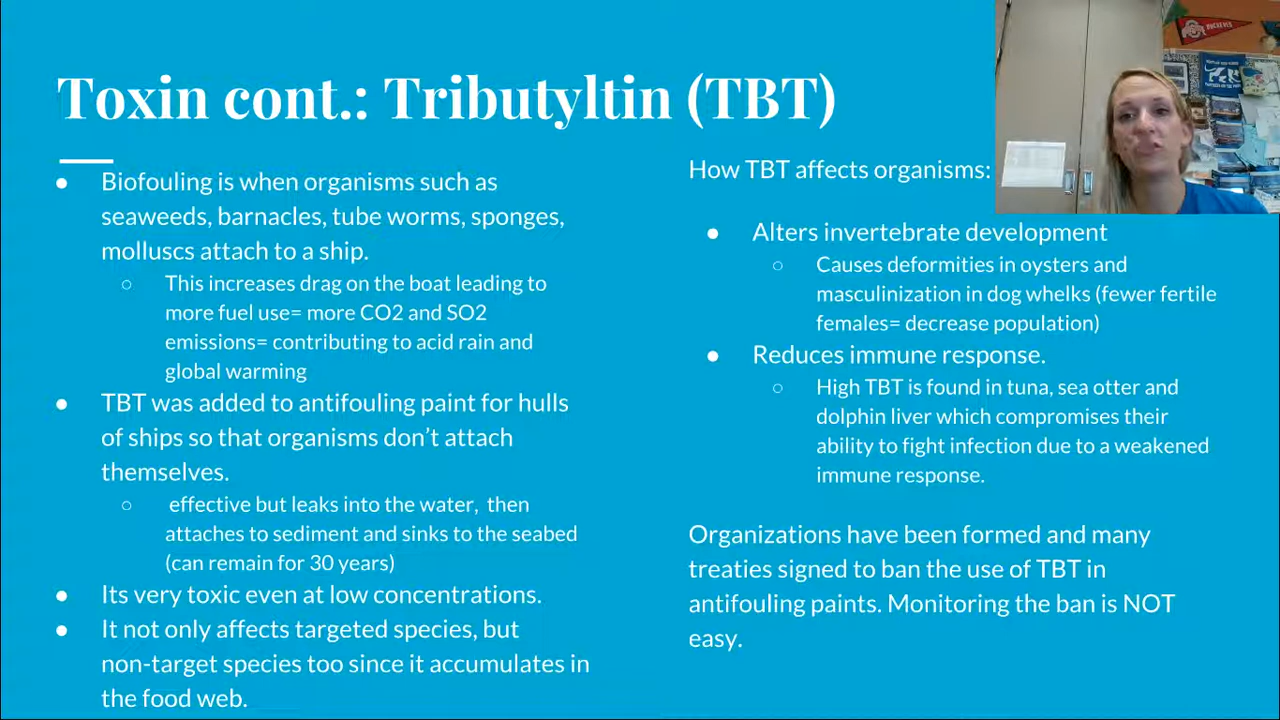 Toxin cont.: Tributyltin (TBT)
● Biofouling is when organisms such as
seaweeds, barnacles, tube worms, sponges,
molluscs attach to a ship.
○ This increases drag on the boat leading to
more fuel use= more CO2 and SO2
emissions= contributing to acid rain and
global warming
● TBT was added to antifouling paint for hulls
of ships so that organisms don’t attach
themselves.
○ effective but leaks into the water, then
attaches to sediment and sinks to the seabed
(can remain for 30 years)
● Its very toxic even at low concentrations.
● It not only affects targeted species, but
non-target species too since it accumulates in
the food web.
How TBT affects organisms:
● Alters invertebrate development
○ Causes deformities in oysters and
masculinization in dog whelks (fewer fertile
females= decrease population)
● Reduces immune response.
○ High TBT is found in tuna, sea otter and
dolphin liver which compromises their
ability to fight infection due to a weakened
immune response.
Organizations have been formed and many
treaties signed to ban the use of TBT in
antifouling paints. Monitoring the ban is NOT
easy.